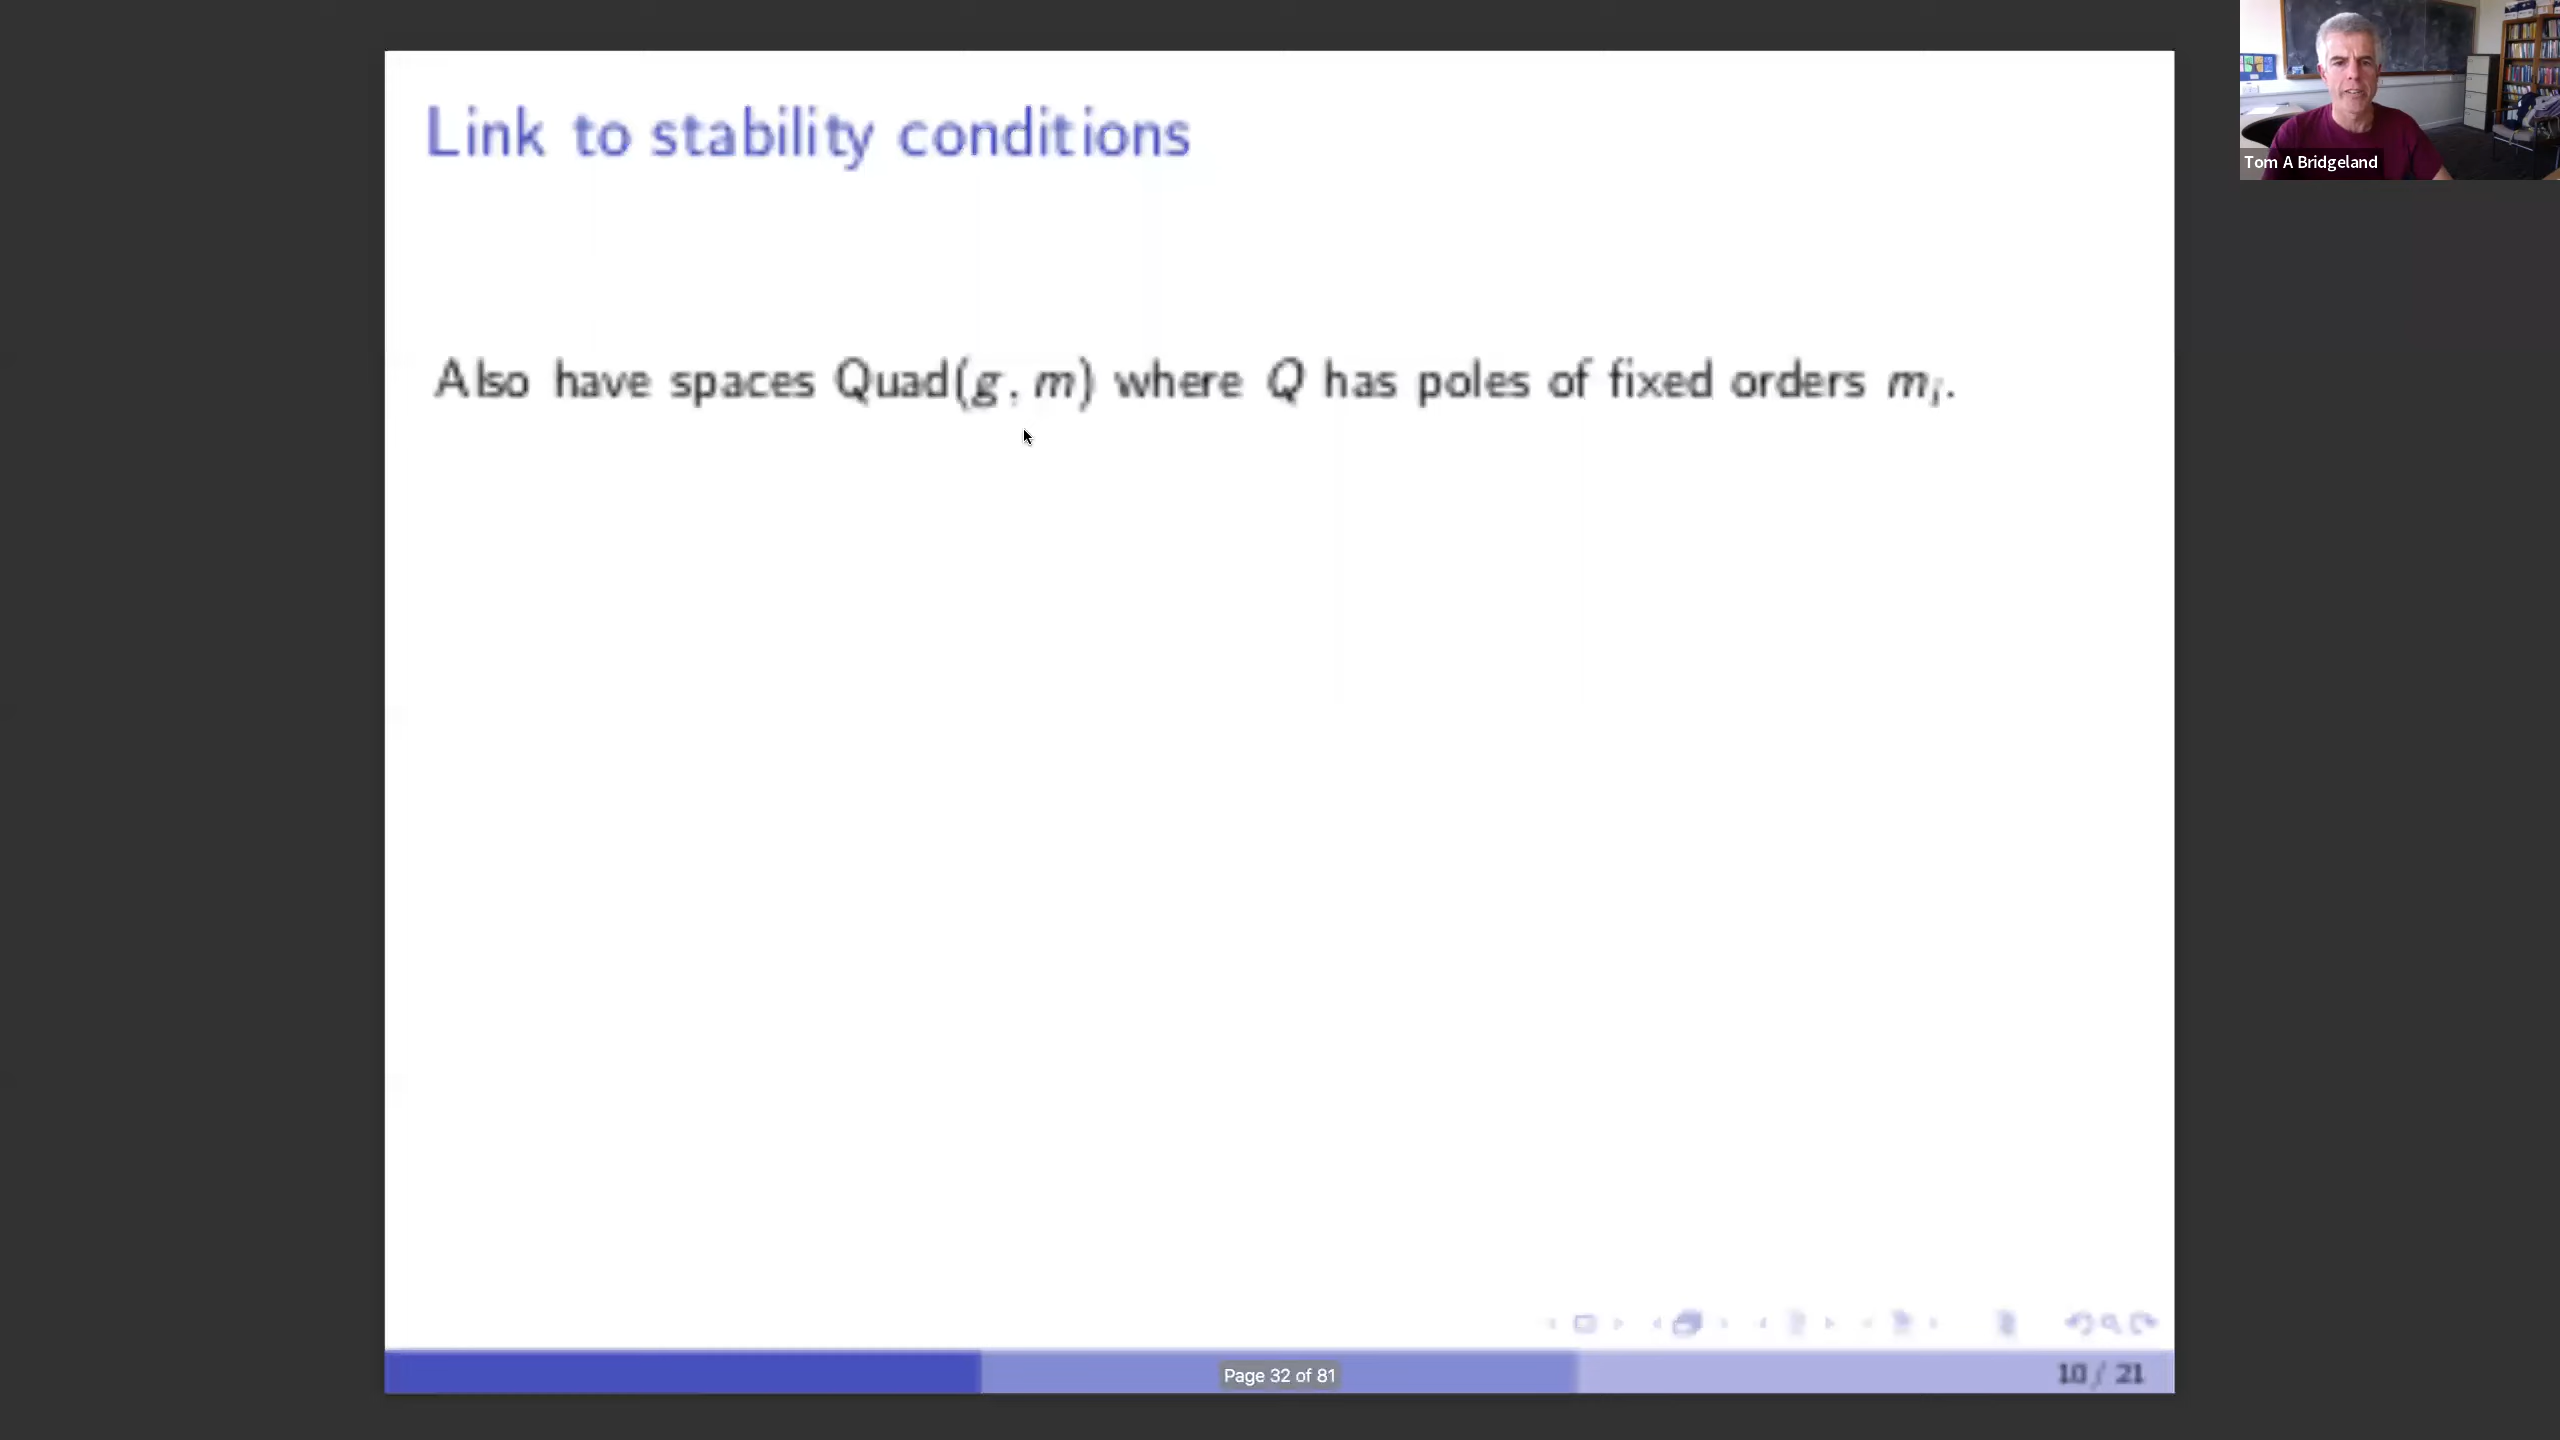 Link to stability conditions
Tom A Bridgeland
Also have spaces Quad(g, m) where Q has poles of fixed orders mᵢ.
Page 32 of 81
10 / 21